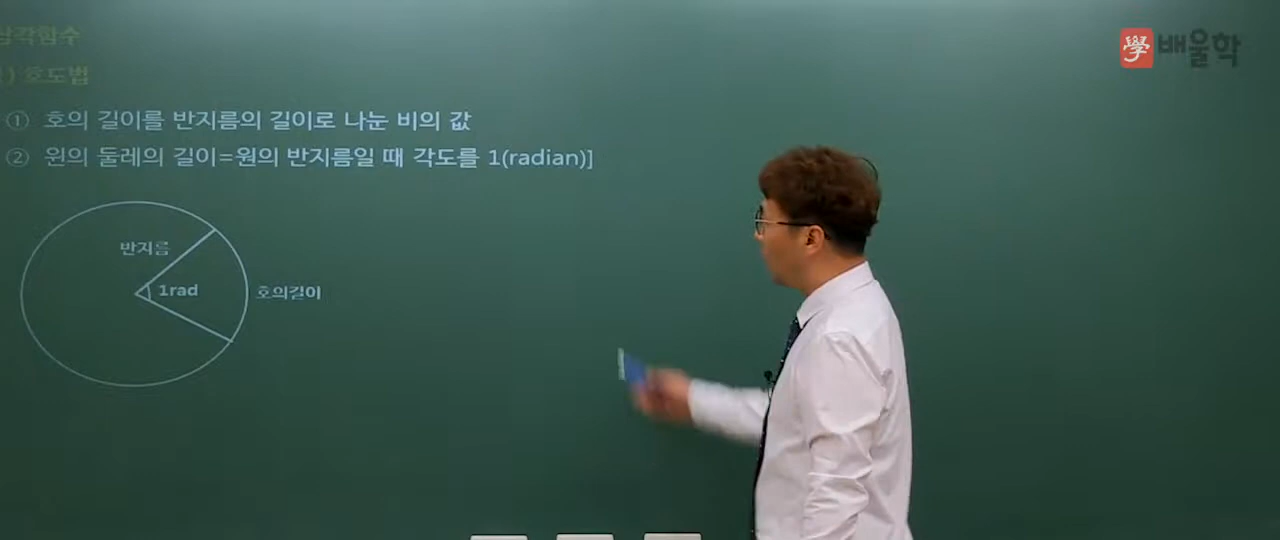 삼각함수
) 호도법
① 호의 길이를 반지름의 길이로 나눈 비의 값
② 원의 둘레의 길이=원의 반지름일 때 각도를 1(radian)]
반지름
1rad
호의길이
學 배울학